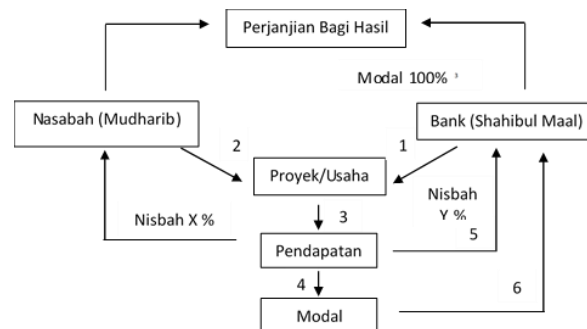 Perjanjian Bagi Hasil
Modal 100% ³
Nasabah (Mudharib)
Bank (Shahibul Maal)
2
1
Proyek/Usaha
Nisbah X %
3
Nisbah
Y %
Pendapatan
5
4
6
Modal